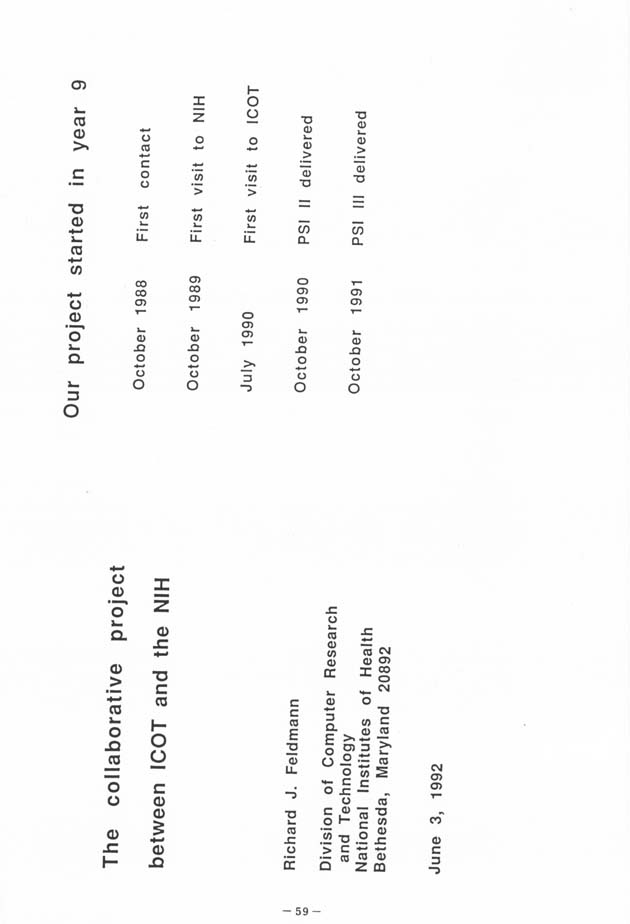 The collaborative project
between ICOT and the NIH
Richard J. Feldmann
Division of Computer Research
and Technology
National Institutes of Health
Bethesda, Maryland 20892
June 3, 1992
Our project started in year 9
October 1988 First contact
October 1989 First visit to NIH
July 1990 First visit to ICOT
October 1990 PSI II delivered
October 1991 PSI III delivered
— 59 —